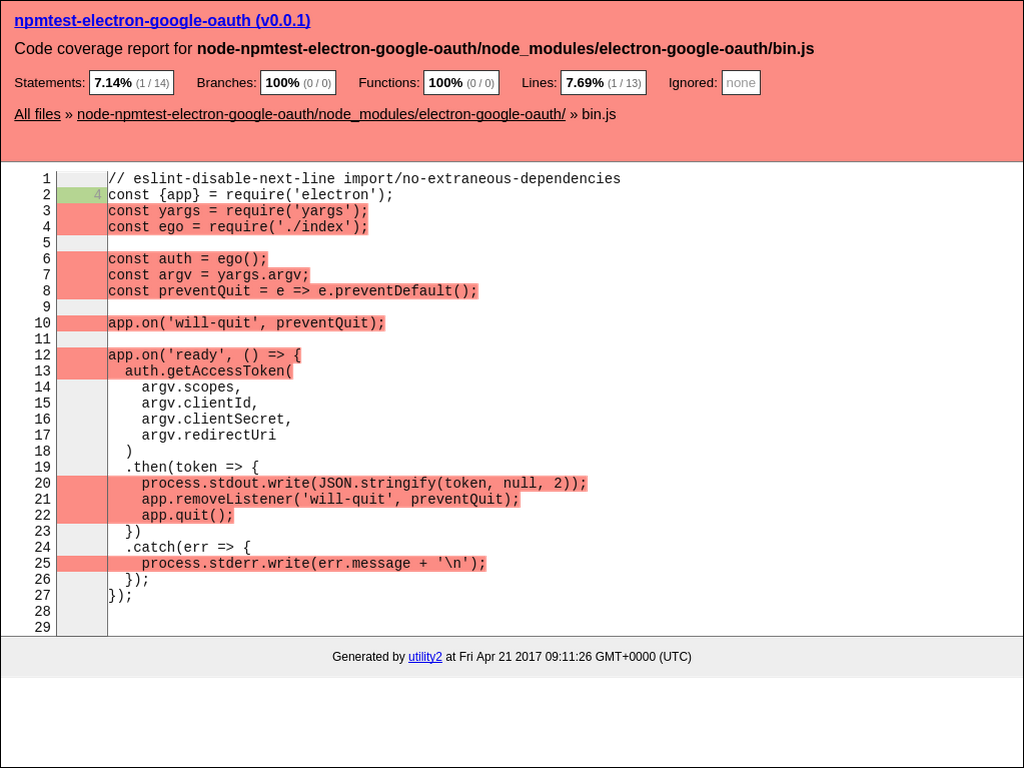 npmtest-electron-google-oauth (v0.0.1)
Code coverage report for node-npmtest-electron-google-oauth/node_modules/electron-google-oauth/bin.js
Statements: 7.14% (1 / 14) Branches: 100% (0 / 0) Functions: 100% (0 / 0) Lines: 7.69% (1 / 13) Ignored: none
All files » node-npmtest-electron-google-oauth/node_modules/electron-google-oauth/ » bin.js
1 // eslint-disable-next-line import/no-extraneous-dependencies
2 4 const {app} = require('electron');
3 const yargs = require('yargs');
4 const ego = require('./index');
5
6 const auth = ego();
7 const argv = yargs.argv;
8 const preventQuit = e => e.preventDefault();
9
10 app.on('will-quit', preventQuit);
11
12 app.on('ready', () => {
13   auth.getAccessToken(
14     argv.scopes,
15     argv.clientId,
16     argv.clientSecret,
17     argv.redirectUri
18   )
19   .then(token => {
20     process.stdout.write(JSON.stringify(token, null, 2));
21     app.removeListener('will-quit', preventQuit);
22     app.quit();
23   })
24   .catch(err => {
25     process.stderr.write(err.message + '\n');
26   });
27 });
28
29
Generated by utility2 at Fri Apr 21 2017 09:11:26 GMT+0000 (UTC)